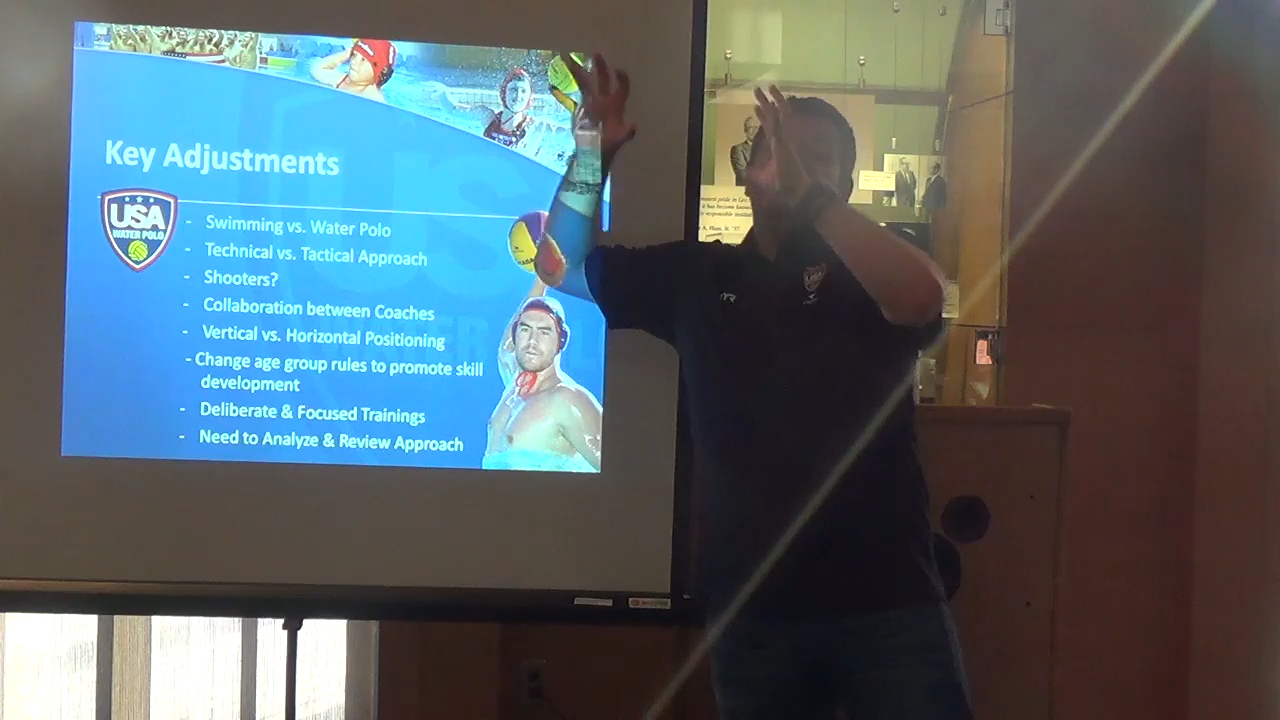 Key Adjustments
USA
WATER POLO
- Swimming vs. Water Polo
- Technical vs. Tactical Approach
- Shooters?
- Collaboration between Coaches
- Vertical vs. Horizontal Positioning
- Change age group rules to promote skill
development
- Deliberate & Focused Trainings
- Need to Analyze & Review Approach